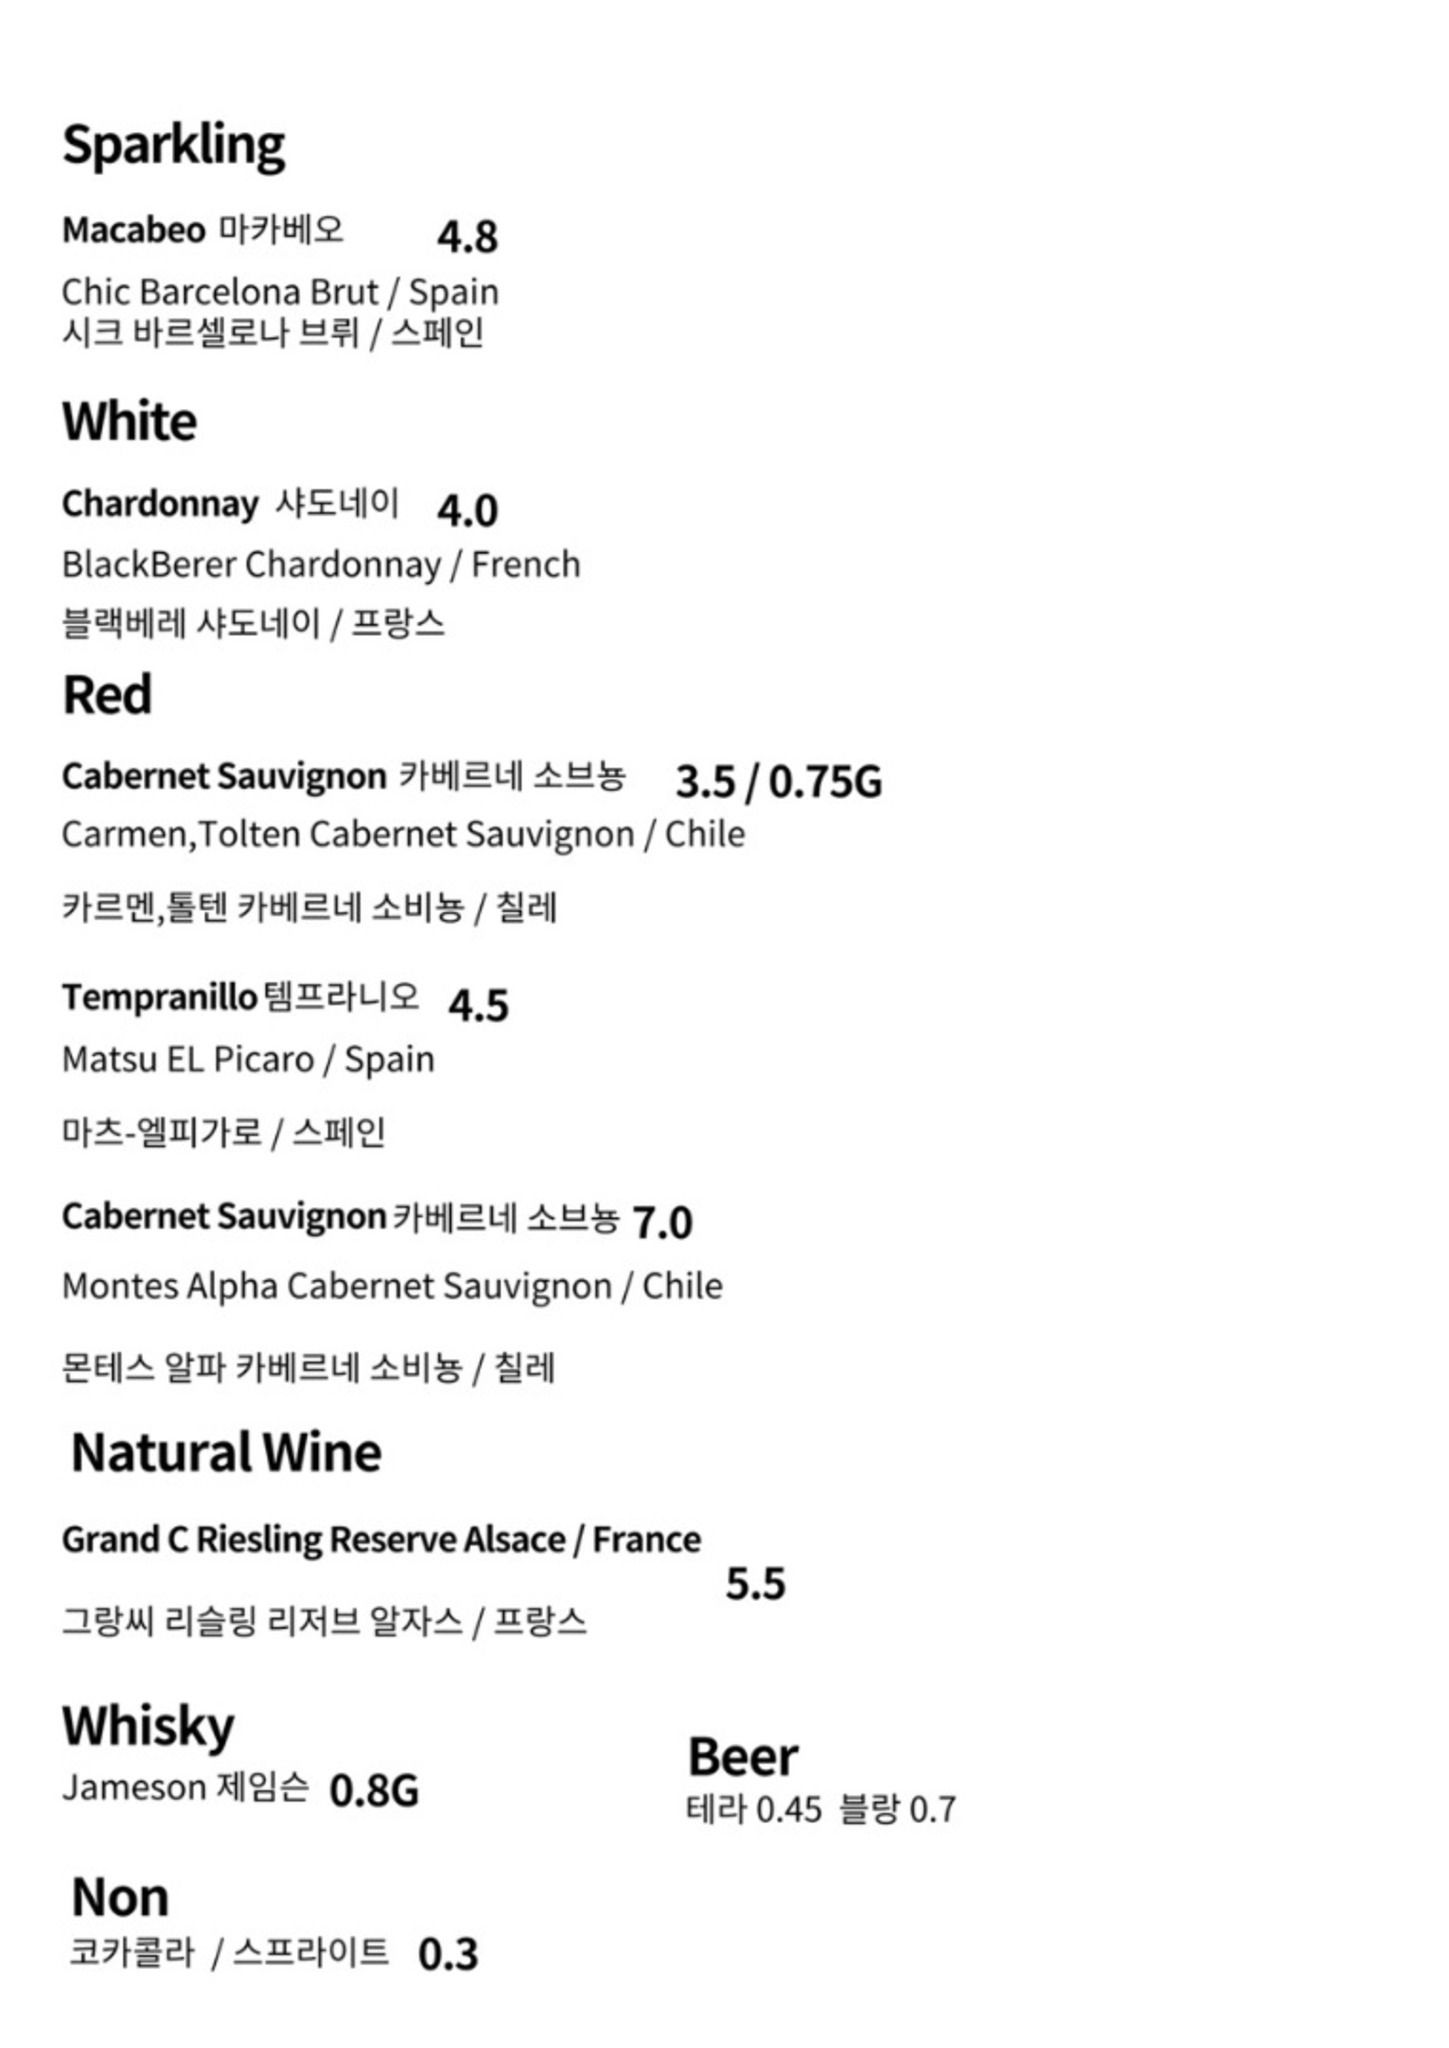 Sparkling
Macabeo 마카베오 4.8
Chic Barcelona Brut / Spain
시크 바르셀로나 브뤼 / 스페인
White
Chardonnay 샤도네이 4.0
BlackBerer Chardonnay / French
블랙베레 샤도네이 / 프랑스
Red
Cabernet Sauvignon 카베르네 소브뇽 3.5 / 0.75G
Carmen,Tolten Cabernet Sauvignon / Chile
카르멘,톨텐 카베르네 소비뇽 / 칠레
Tempranillo 템프라니오 4.5
Matsu EL Picaro / Spain
마츠-엘피가로 / 스페인
Cabernet Sauvignon 카베르네 소브뇽 7.0
Montes Alpha Cabernet Sauvignon / Chile
몬테스 알파 카베르네 소비뇽 / 칠레
Natural Wine
Grand C Riesling Reserve Alsace / France
5.5
그랑씨 리슬링 리저브 알자스 / 프랑스
Whisky
Jameson 제임슨 0.8G
Beer
테라 0.45 블랑 0.7
Non
코카콜라 / 스프라이트 0.3